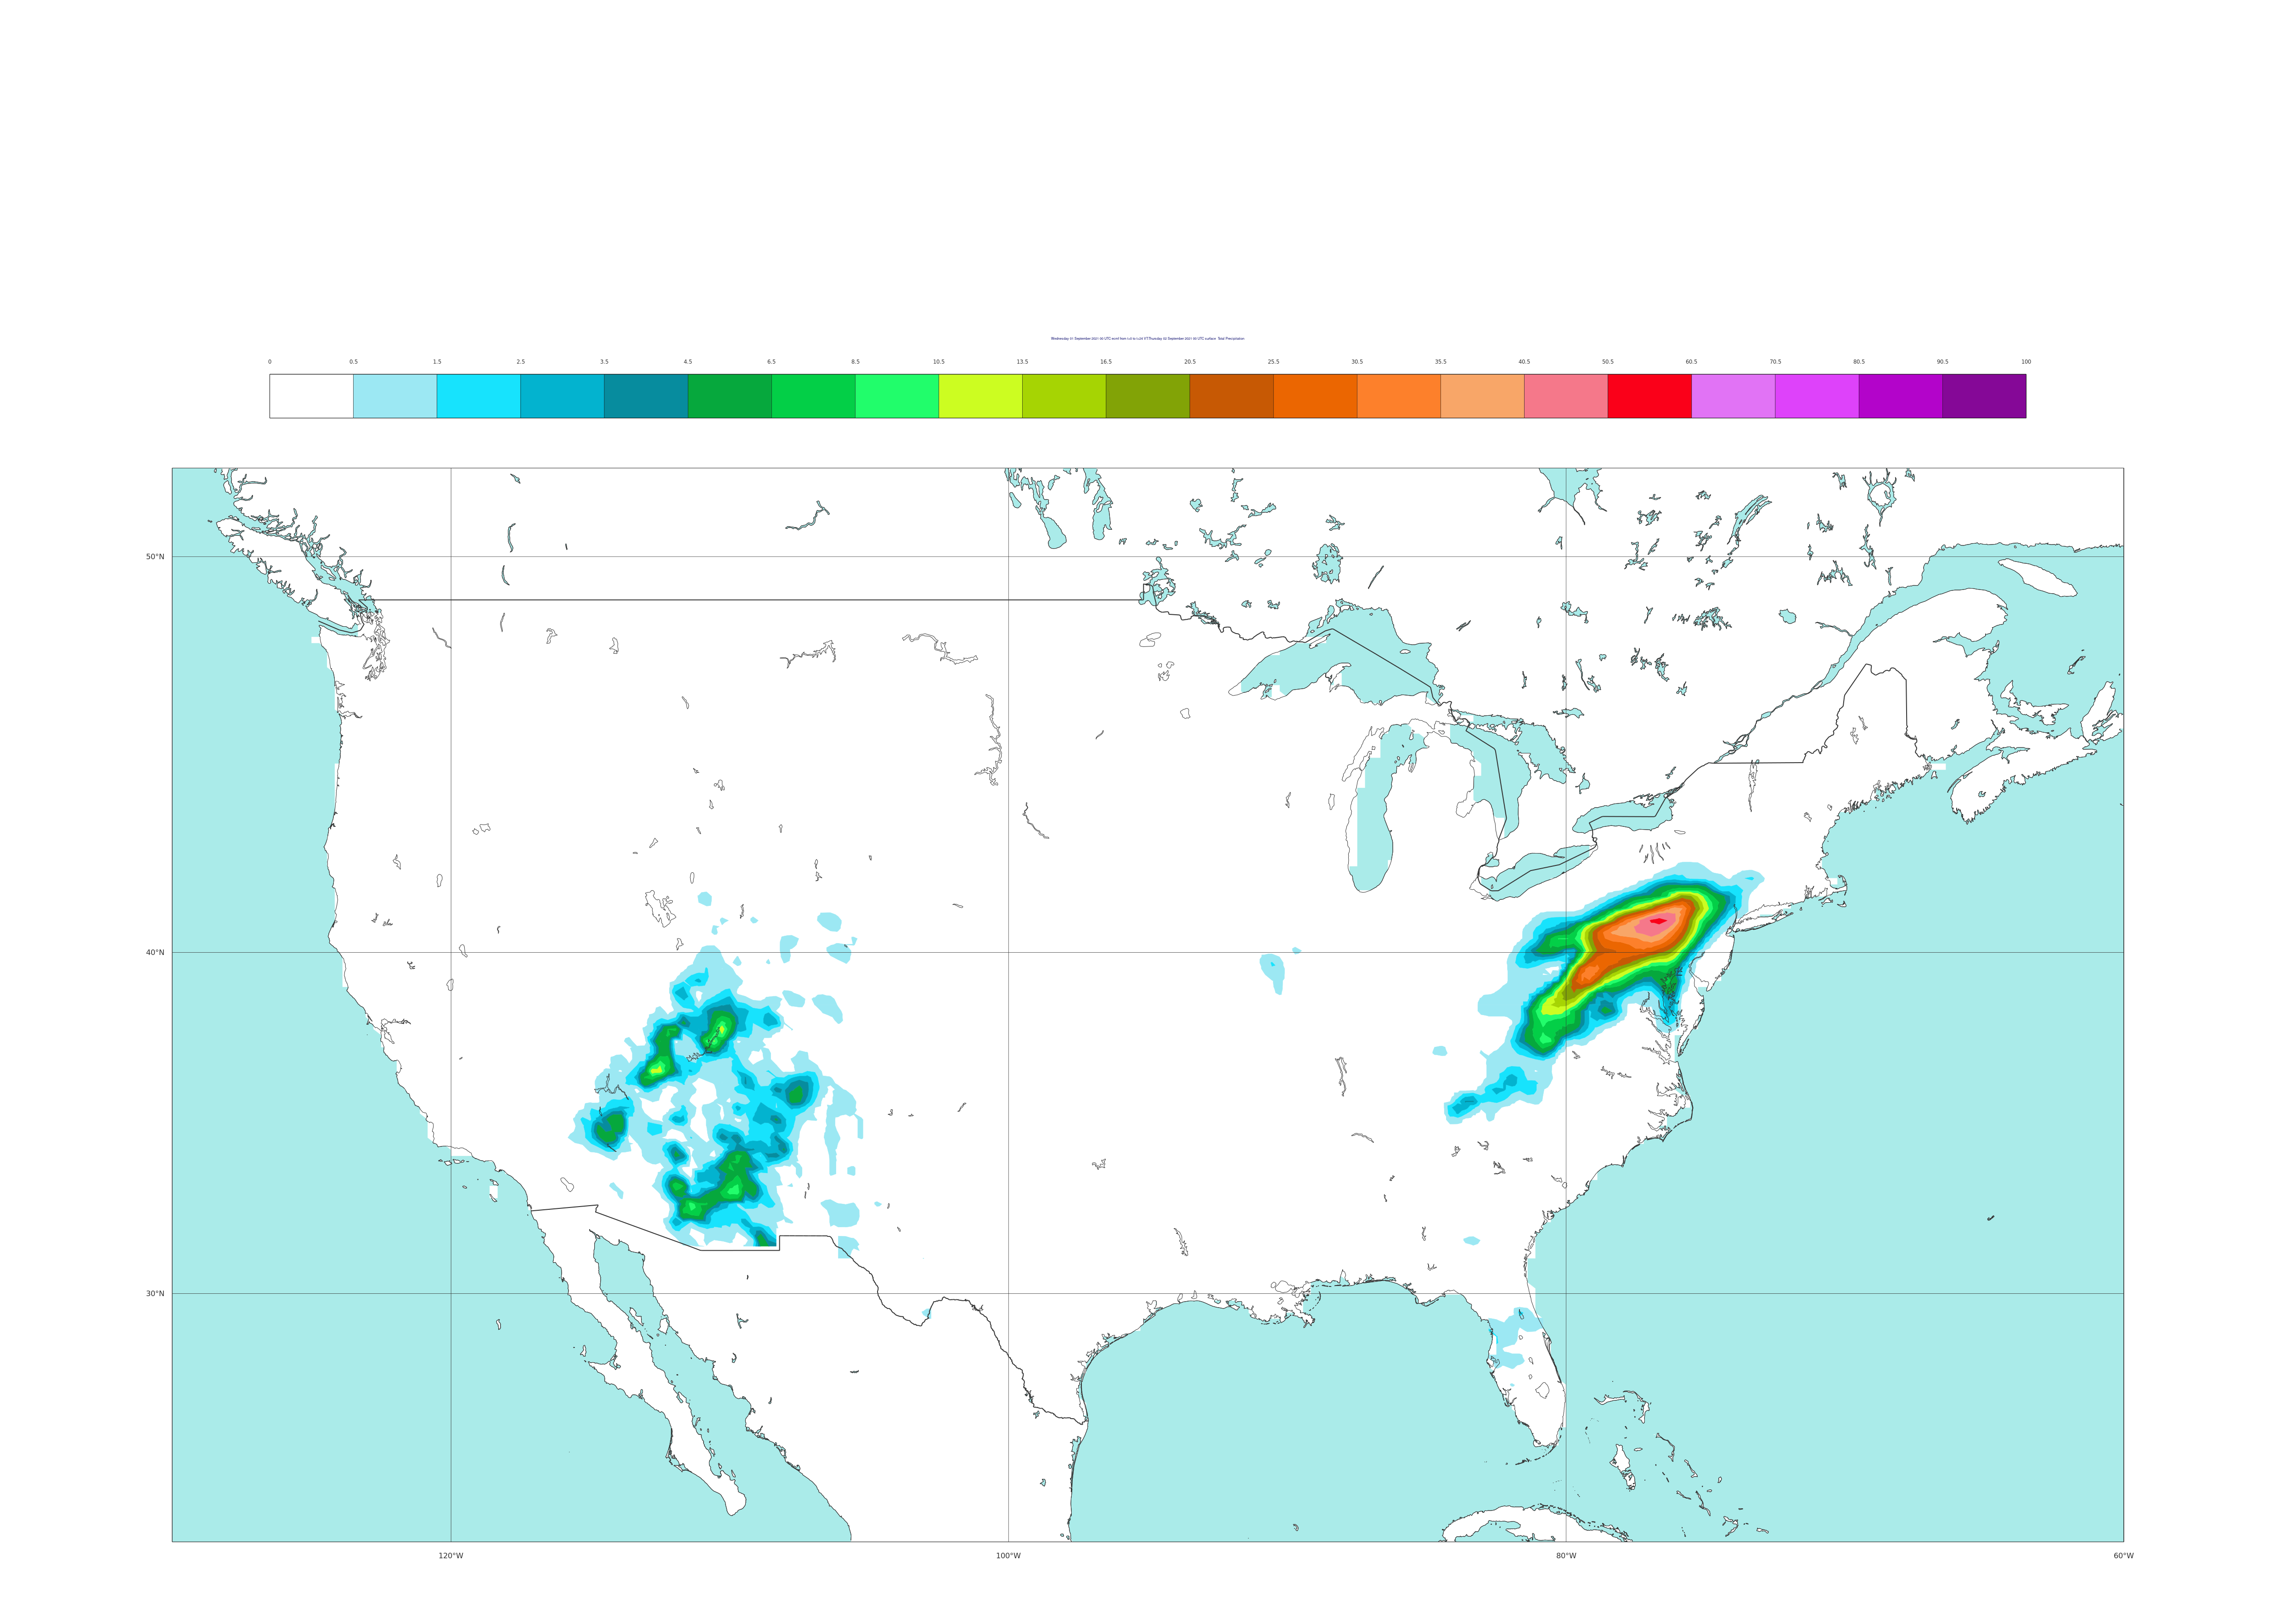 Wednesday 01 September 2021 00 UTC ecmf t+24 VT:Thursday 02 September 2021 00 UTC surface Total Precipitation
0 0.5 1.5 2.5 3.5 4.5 6.5 8.5 10.5 13.5 16.5 20.5 25.5 30.5 35.5 40.5 50.5 60.5 70.5 80.5 90.5 100
50°N
40°N
30°N
120°W 100°W 80°W 60°W